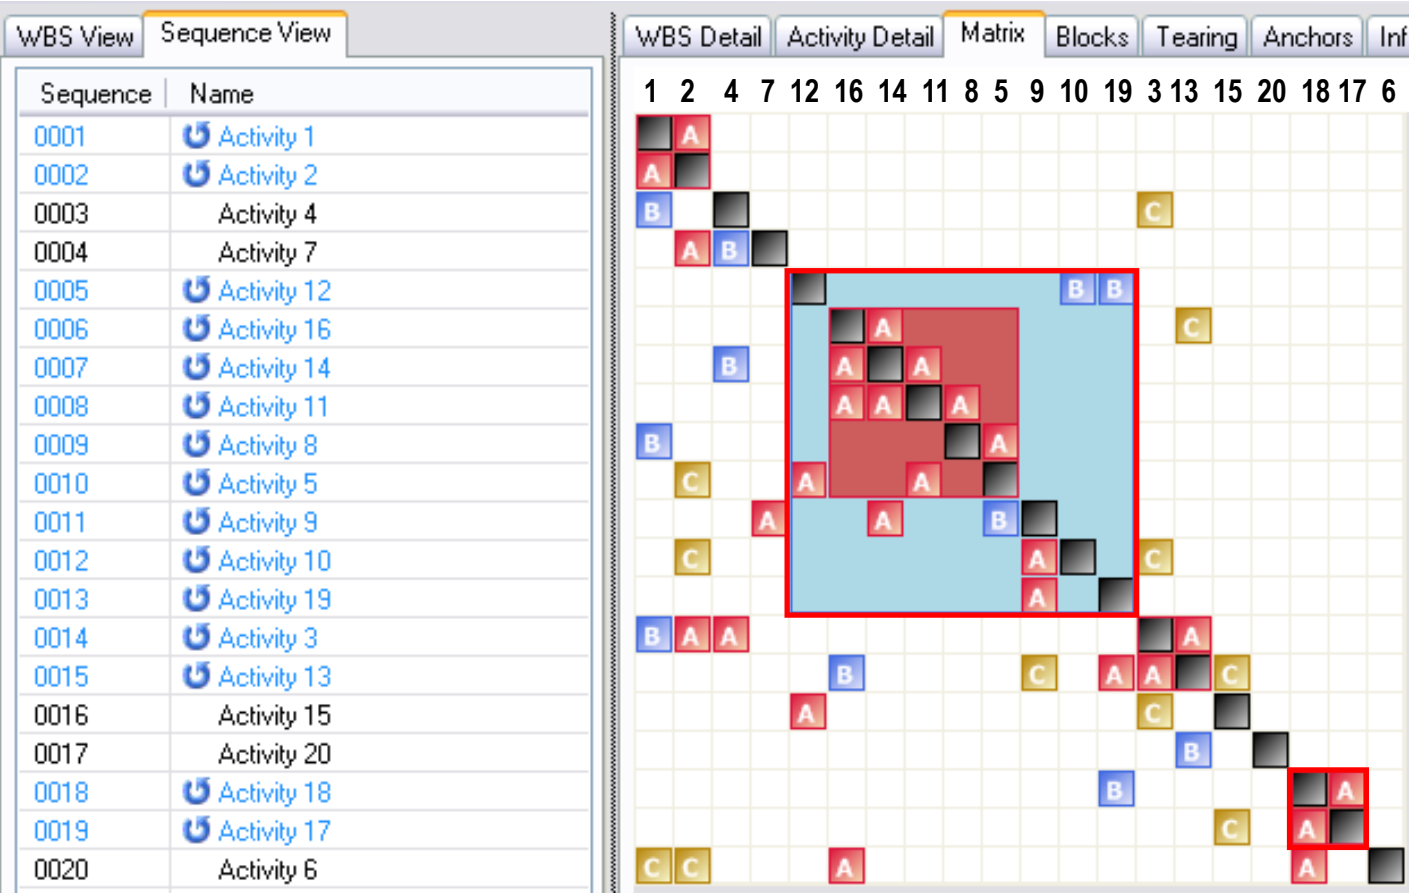 WBS View Sequence View
Sequence Name
0001 Activity 1
0002 Activity 2
0003 Activity 4
0004 Activity 7
0005 Activity 12
0006 Activity 16
0007 Activity 14
0008 Activity 11
0009 Activity 8
0010 Activity 5
0011 Activity 9
0012 Activity 10
0013 Activity 19
0014 Activity 3
0015 Activity 13
0016 Activity 15
0017 Activity 20
0018 Activity 18
0019 Activity 17
0020 Activity 6
WBS Detail Activity Detail Matrix Blocks Tearing Anchors Inf
1 2 4 7 12 16 14 11 8 5 9 10 19 3 13 15 20 18 17 6
A
A
B C
A B
B B
A C
B A A
A A A
B A
C A A
A A B
C A C
A
B A A A
B C A A C
A C
B
B A
C A
C C A A